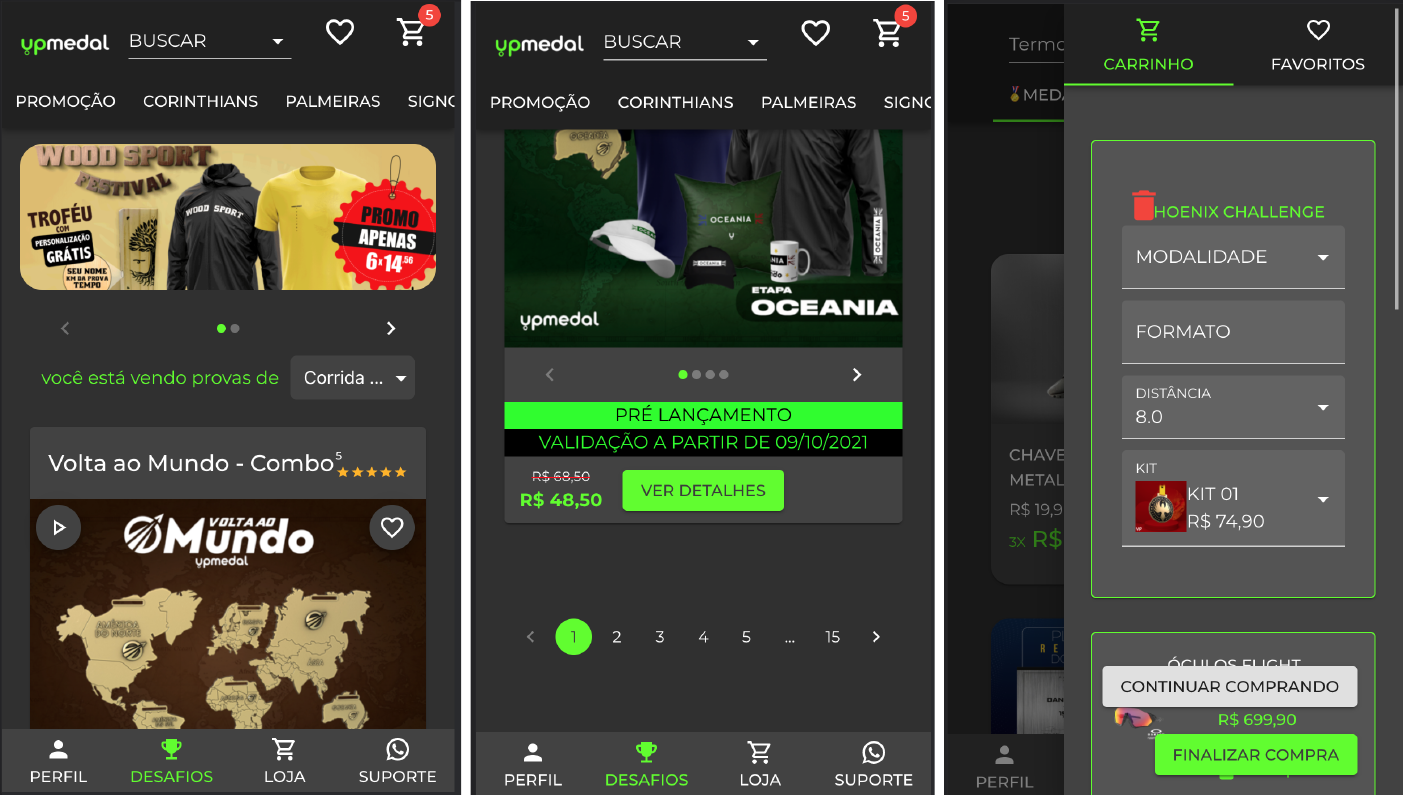 upmedal
BUSCAR
5
PROMOÇÃO CORINTHIANS PALMEIRAS SIGNO
WOOD SPORT
FESTIVAL
TROFÉU
COM
PERSONALIZAÇÃO
GRÁTIS
SEU NOME
KM DA PROVA
TEMPO
WOOD SPORT
PROMO
APENAS
6x14,56
você está vendo provas de
Corrida ...
Volta ao Mundo - Combo
5
VOLTA AO
Mundo
upmedal
AMÉRICA
DO NORTE
PERFIL DESAFIOS LOJA SUPORTE
upmedal
BUSCAR
5
PROMOÇÃO CORINTHIANS PALMEIRAS SIGNO
OCEANIA
ETAPA
OCEANIA
upmedal
PRÉ LANÇAMENTO
VALIDAÇÃO A PARTIR DE 09/10/2021
R$ 68,50
R$ 48,50
VER DETALHES
1 2 3 4 5 ... 15
PERFIL DESAFIOS LOJA SUPORTE
Termo
MEDA
CHAVE
METAL
R$ 19,9
3X R$
PERFIL
CARRINHO FAVORITOS
HOENIX CHALLENGE
MODALIDADE
FORMATO
DISTÂNCIA
8.0
KIT
KIT 01
R$ 74,90
ÓCULOS FLIGHT
CONTINUAR COMPRANDO
R$ 699,90
FINALIZAR COMPRA